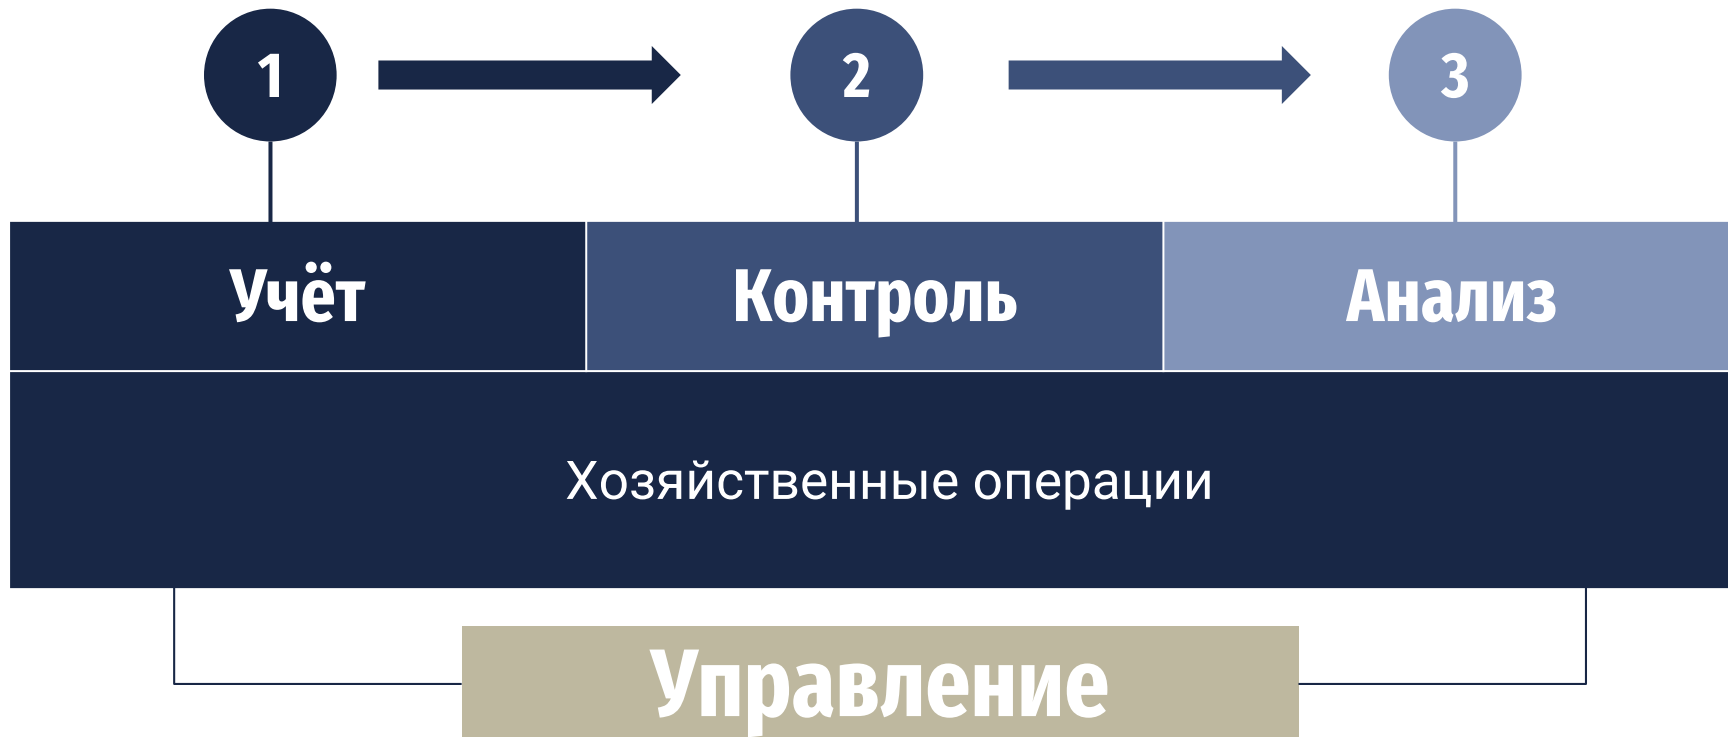 1
2
3
Учёт
Контроль
Анализ
Хозяйственные операции
Управление